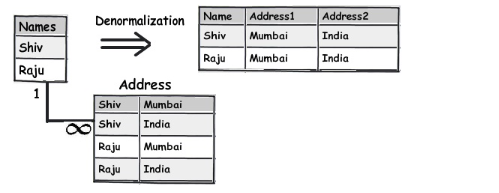 Names
Shiv
Raju
1
Denormalization
Name Address1 Address2
Shiv Mumbai India
Raju Mumbai India
Address
∞
Shiv Mumbai
Shiv India
Raju Mumbai
Raju India